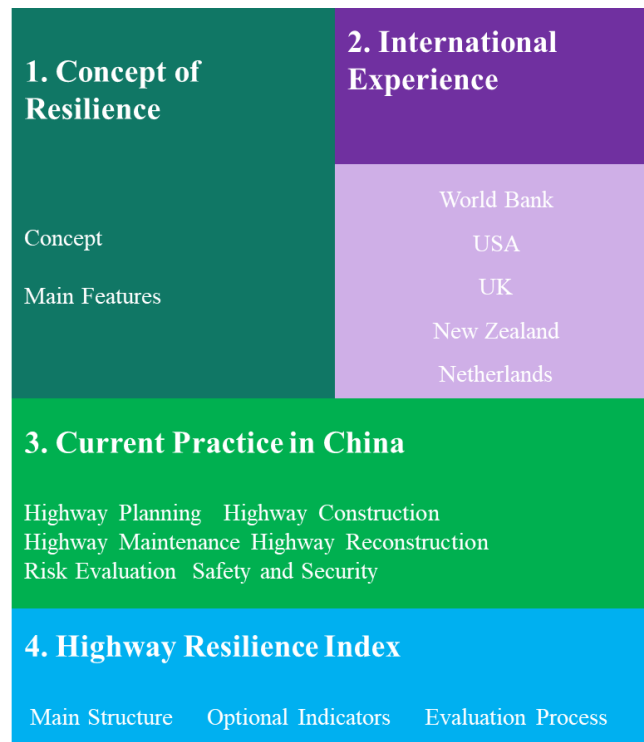 1. Concept of
Resilience
Concept
Main Features
2. International
Experience
World Bank
USA
UK
New Zealand
Netherlands
3. Current Practice in China
Highway Planning Highway Construction
Highway Maintenance Highway Reconstruction
Risk Evaluation Safety and Security
4. Highway Resilience Index
Main Structure Optional Indicators Evaluation Process